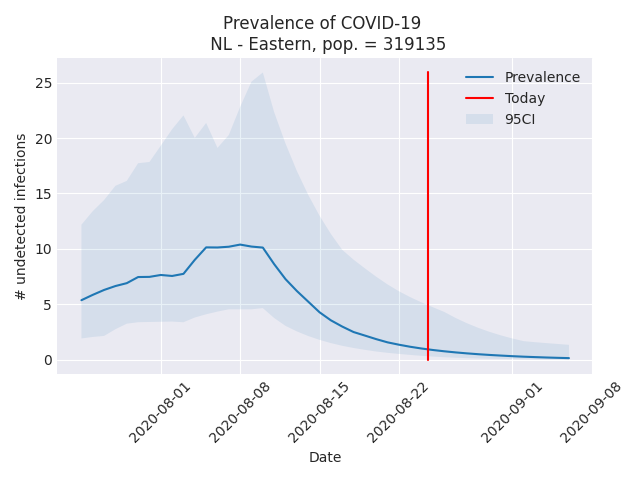 Prevalence of COVID-19
NL - Eastern, pop. = 319135
Prevalence
Today
95CI
25
20
15
10
5
0
# undetected infections
2020-08-01
2020-08-08
2020-08-15
2020-08-22
2020-09-01
2020-09-08
Date